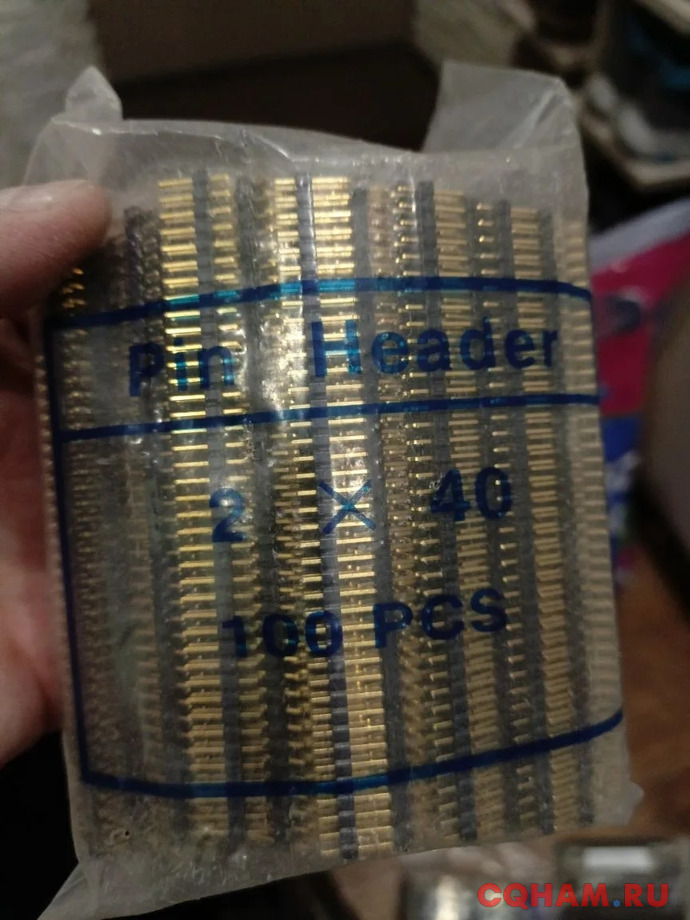 Pin Header
2 X 40
100 PCS
CQHAM.RU